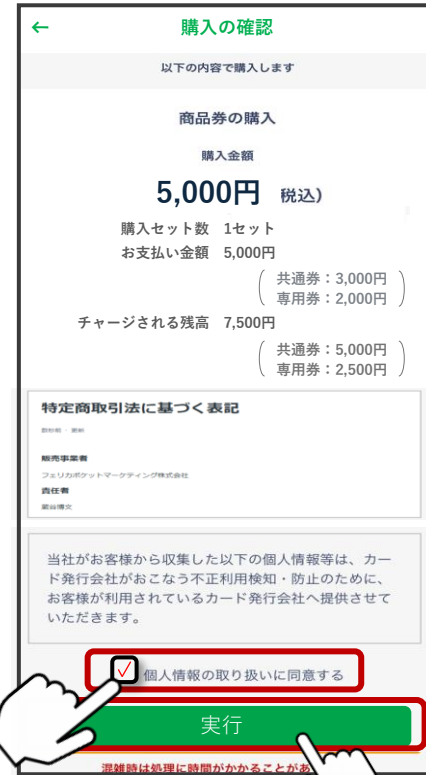 ←
購入の確認
以下の内容で購入します
商品券の購入
購入金額
5,000円 税込)
購入セット数 1セット
お支払い金額 5,000円
(共通券：3,000円
専用券：2,000円)
チャージされる残高 7,500円
(共通券：5,000円
専用券：2,500円)
特定商取引法に基づく表記
販売事業者
フェリカポケットマーケティング株式会社
責任者
当社がお客様から収集した以下の個人情報等は、カー
ド発行会社がおこなう不正利用検知・防止のために、
お客様が利用されているカード発行会社へ提供させて
いただきます。
個人情報の取り扱いに同意する
実行
混雑時は処理に時間がかかることがあ